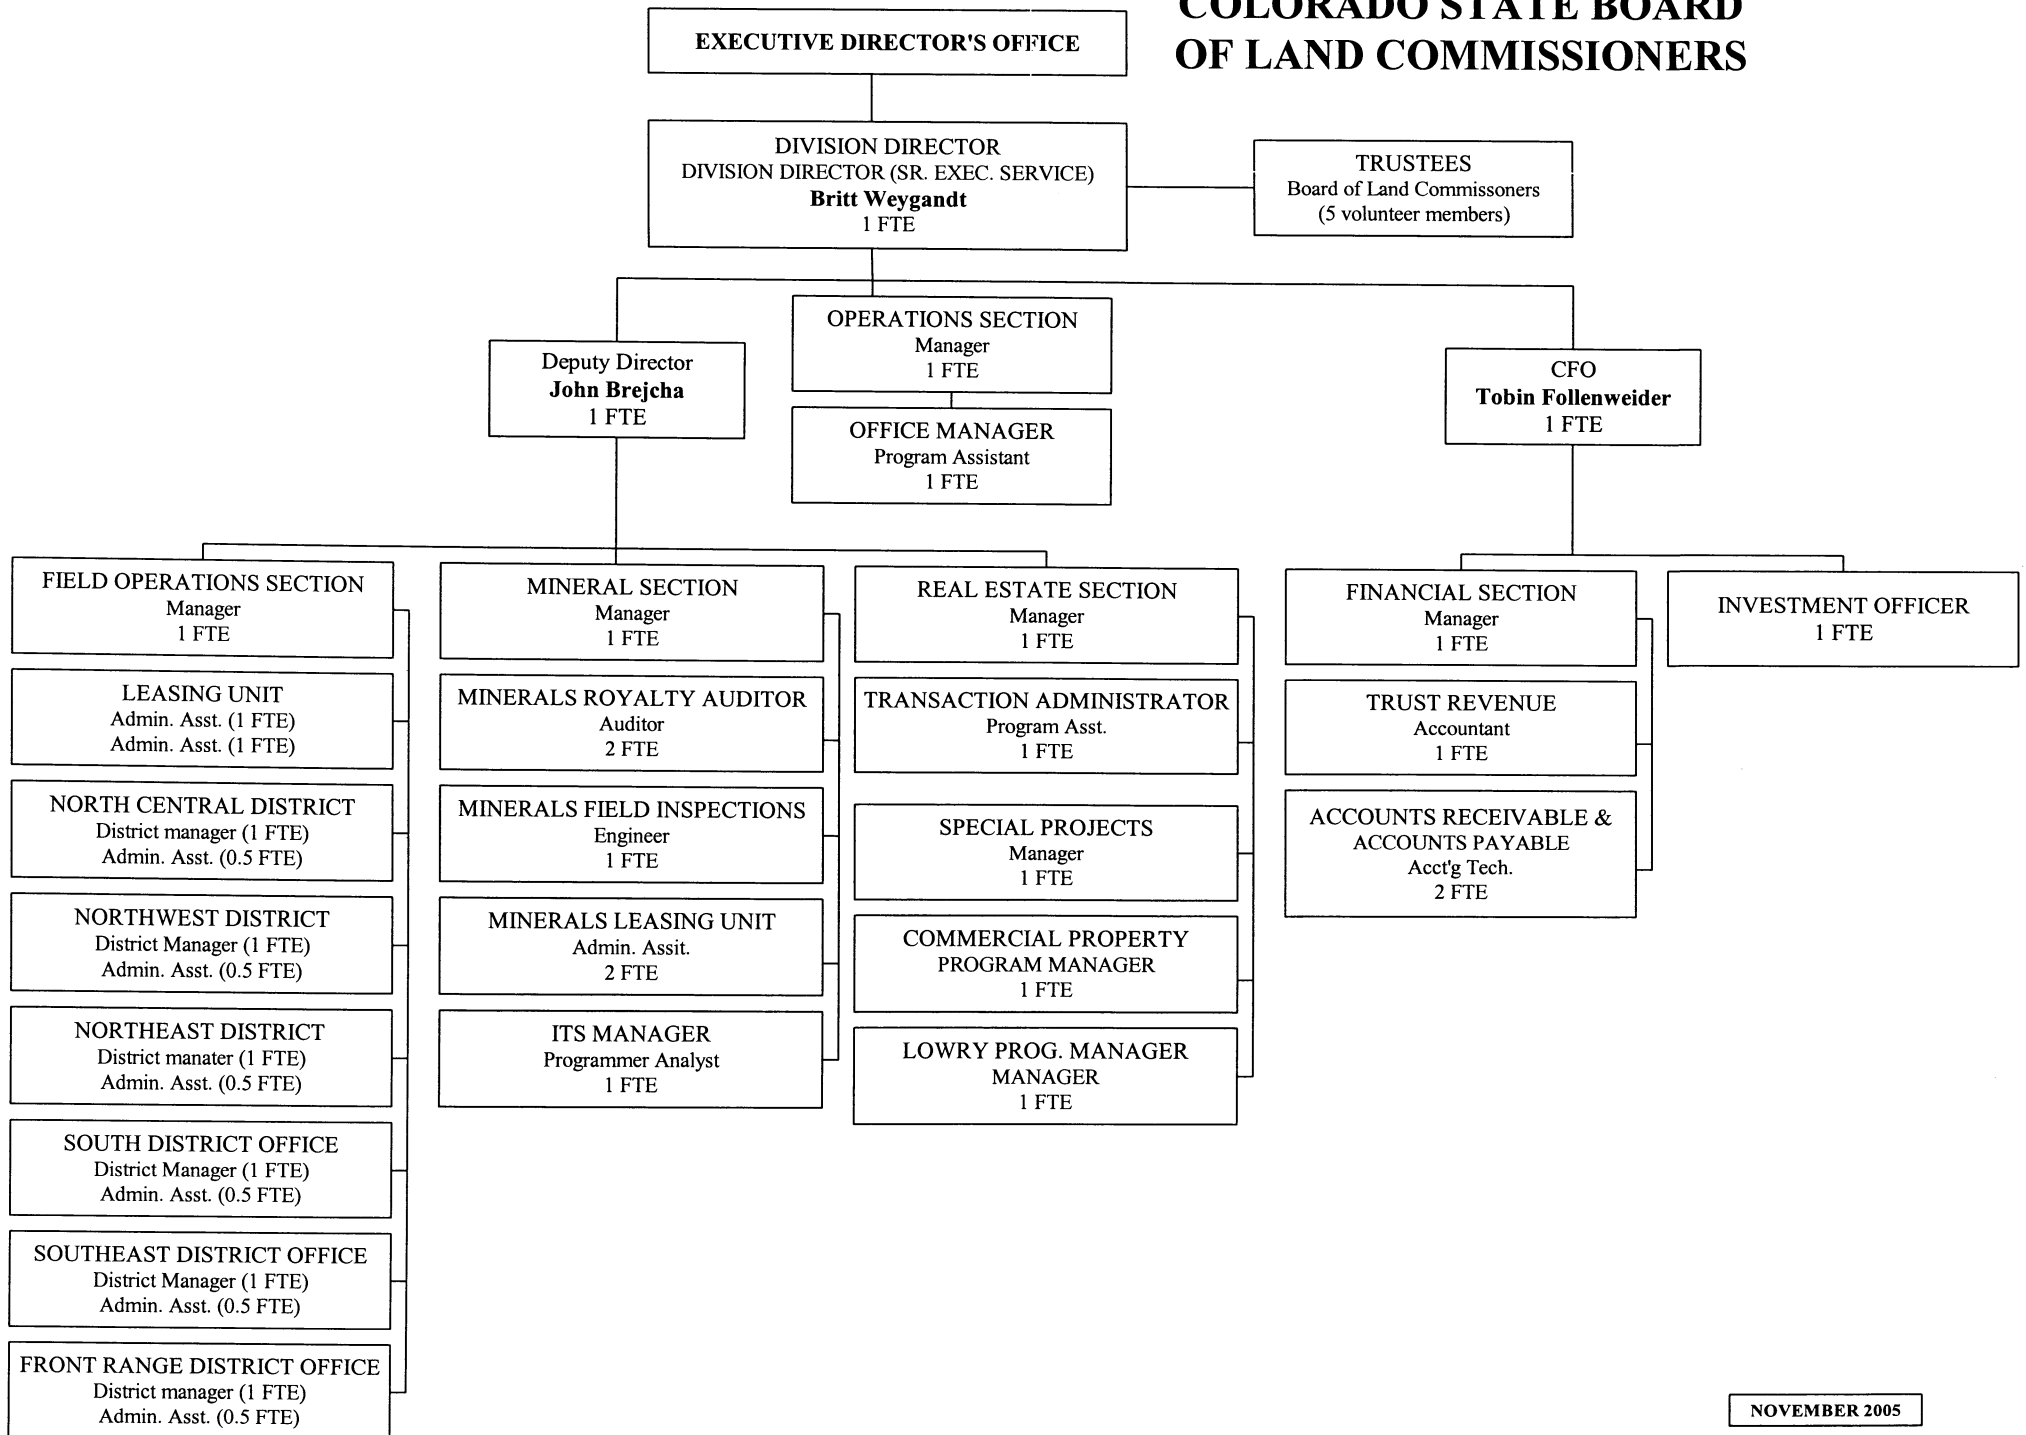 COLORADO STATE BOARD
OF LAND COMMISSIONERS
EXECUTIVE DIRECTOR'S OFFICE
DIVISION DIRECTOR
DIVISION DIRECTOR (SR. EXEC. SERVICE)
Britt Weygandt
1 FTE
TRUSTEES
Board of Land Commissoners
(5 volunteer members)
OPERATIONS SECTION
Manager
1 FTE
OFFICE MANAGER
Program Assistant
1 FTE
Deputy Director
John Brejcha
1 FTE
CFO
Tobin Follenweider
1 FTE
FIELD OPERATIONS SECTION
Manager
1 FTE
LEASING UNIT
Admin. Asst. (1 FTE)
Admin. Asst. (1 FTE)
NORTH CENTRAL DISTRICT
District manager (1 FTE)
Admin. Asst. (0.5 FTE)
NORTHWEST DISTRICT
District Manager (1 FTE)
Admin. Asst. (0.5 FTE)
NORTHEAST DISTRICT
District manater (1 FTE)
Admin. Asst. (0.5 FTE)
SOUTH DISTRICT OFFICE
District Manager (1 FTE)
Admin. Asst. (0.5 FTE)
SOUTHEAST DISTRICT OFFICE
District Manager (1 FTE)
Admin. Asst. (0.5 FTE)
FRONT RANGE DISTRICT OFFICE
District manager (1 FTE)
Admin. Asst. (0.5 FTE)
MINERAL SECTION
Manager
1 FTE
MINERALS ROYALTY AUDITOR
Auditor
2 FTE
MINERALS FIELD INSPECTIONS
Engineer
1 FTE
MINERALS LEASING UNIT
Admin. Assit.
2 FTE
ITS MANAGER
Programmer Analyst
1 FTE
REAL ESTATE SECTION
Manager
1 FTE
TRANSACTION ADMINISTRATOR
Program Asst.
1 FTE
SPECIAL PROJECTS
Manager
1 FTE
COMMERCIAL PROPERTY
PROGRAM MANAGER
1 FTE
LOWRY PROG. MANAGER
MANAGER
1 FTE
FINANCIAL SECTION
Manager
1 FTE
TRUST REVENUE
Accountant
1 FTE
ACCOUNTS RECEIVABLE &
ACCOUNTS PAYABLE
Acct'g Tech.
2 FTE
INVESTMENT OFFICER
1 FTE
NOVEMBER 2005